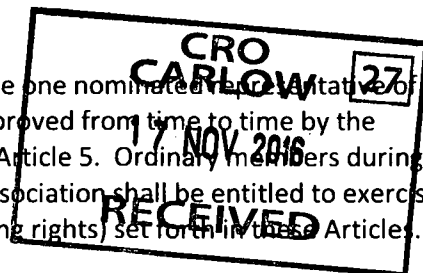 CRO
CARLOW 27
17 NOV 2016
RECEIVED
e one nominated representative of
proved from time to time by the
Article 5. Ordinary members during
sociation shall be entitled to exercis
g rights) set forth in these Articles.